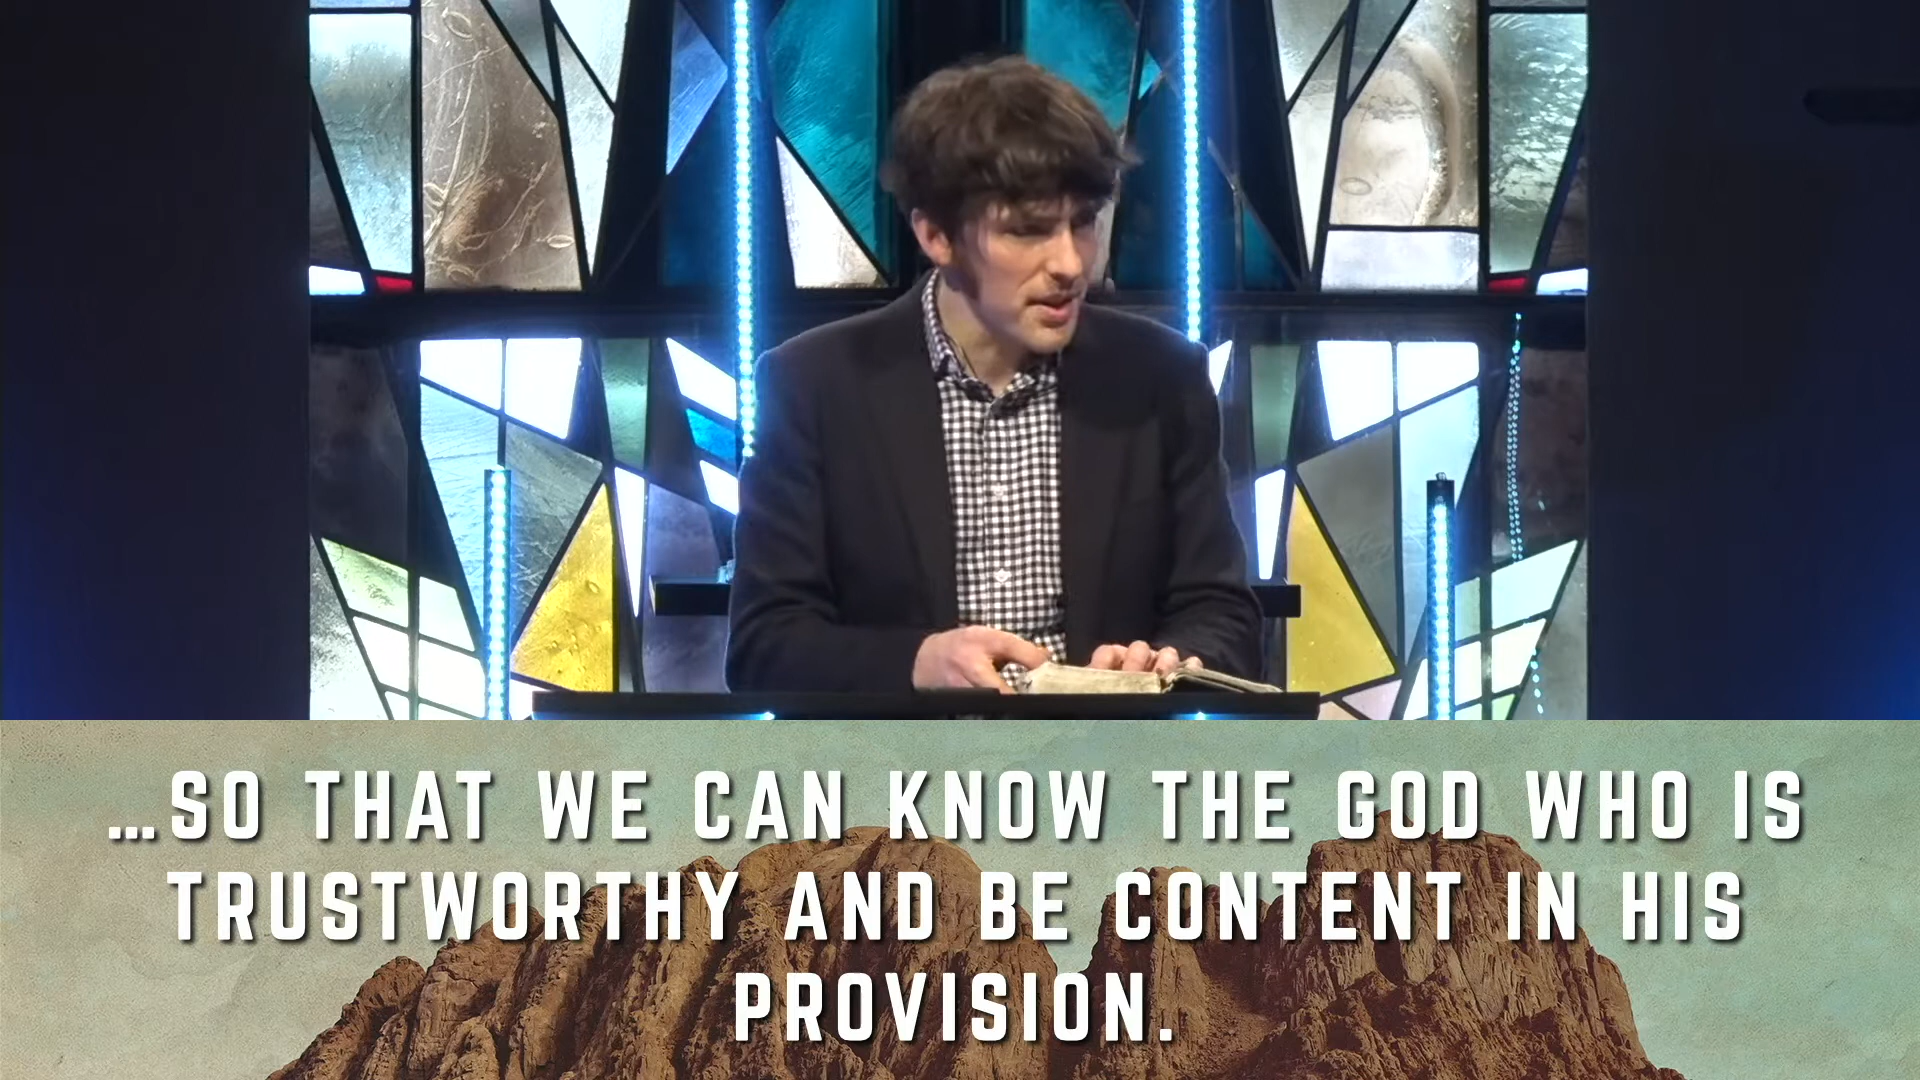 …SO THAT WE CAN KNOW THE GOD WHO IS
TRUSTWORTHY AND BE CONTENT IN HIS
PROVISION.